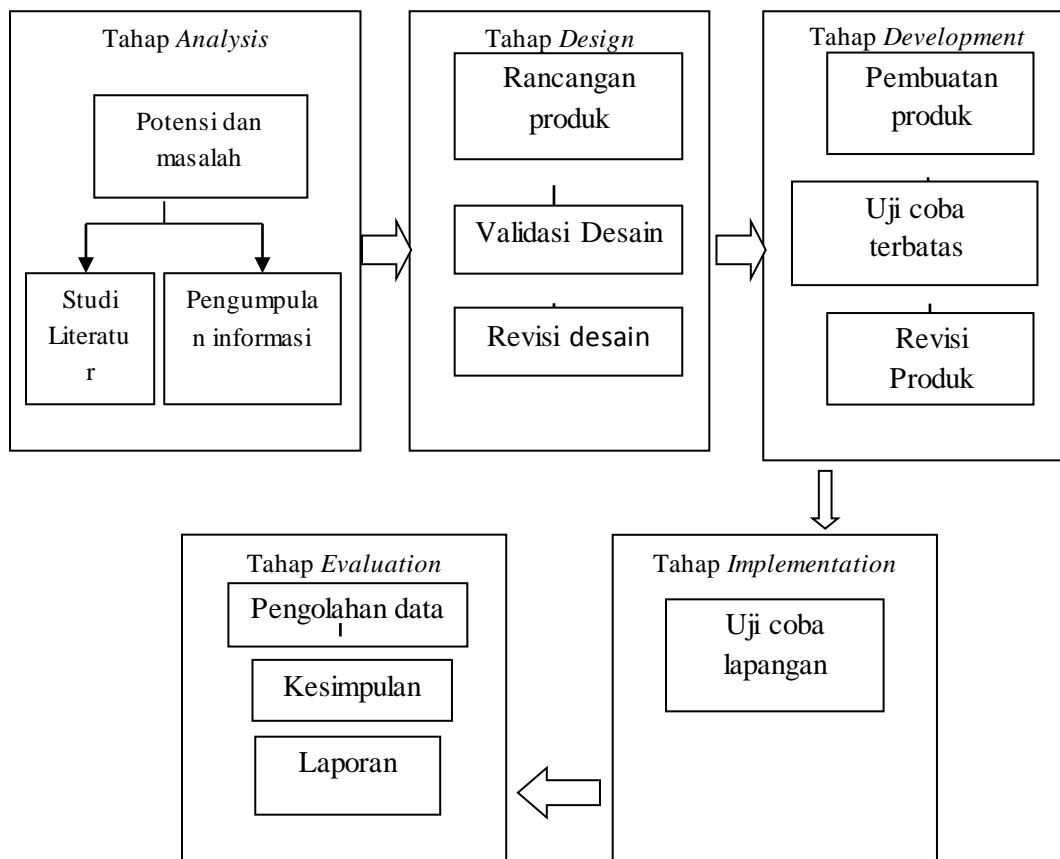 Tahap Analysis
Potensi dan
masalah
Studi
Literatu
r
Pengumpula
n informasi
Tahap Design
Rancangan
produk
Validasi Desain
Revisi desain
Tahap Development
Pembuatan
produk
Uji coba
terbatas
Revisi
Produk
Tahap Implementation
Uji coba
lapangan
Tahap Evaluation
Pengolahan data
Kesimpulan
Laporan